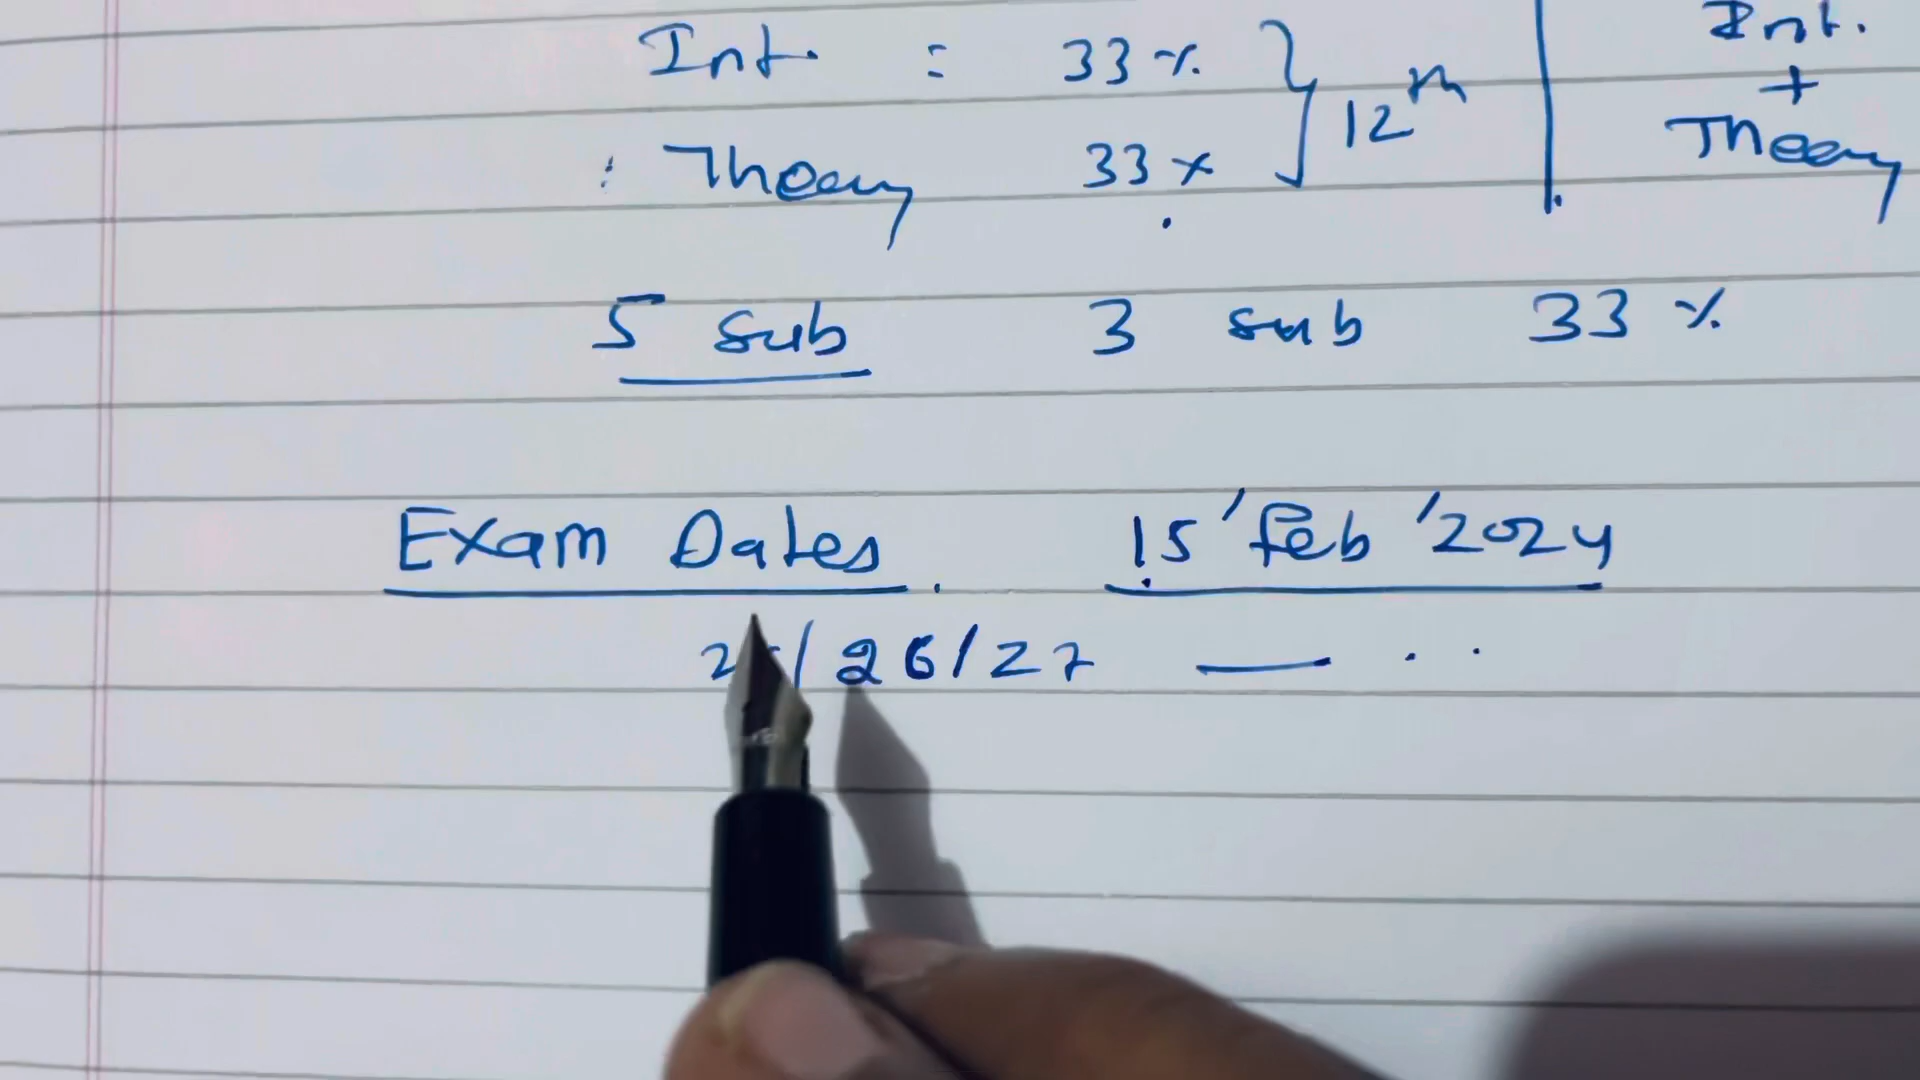 Int. : 33 % } 12th | Int.
+
: Theory 33 % Theory
5 sub 3 sub 33 %
Exam Dates. 15 'Feb '2024
/ 26 / 27 — . .